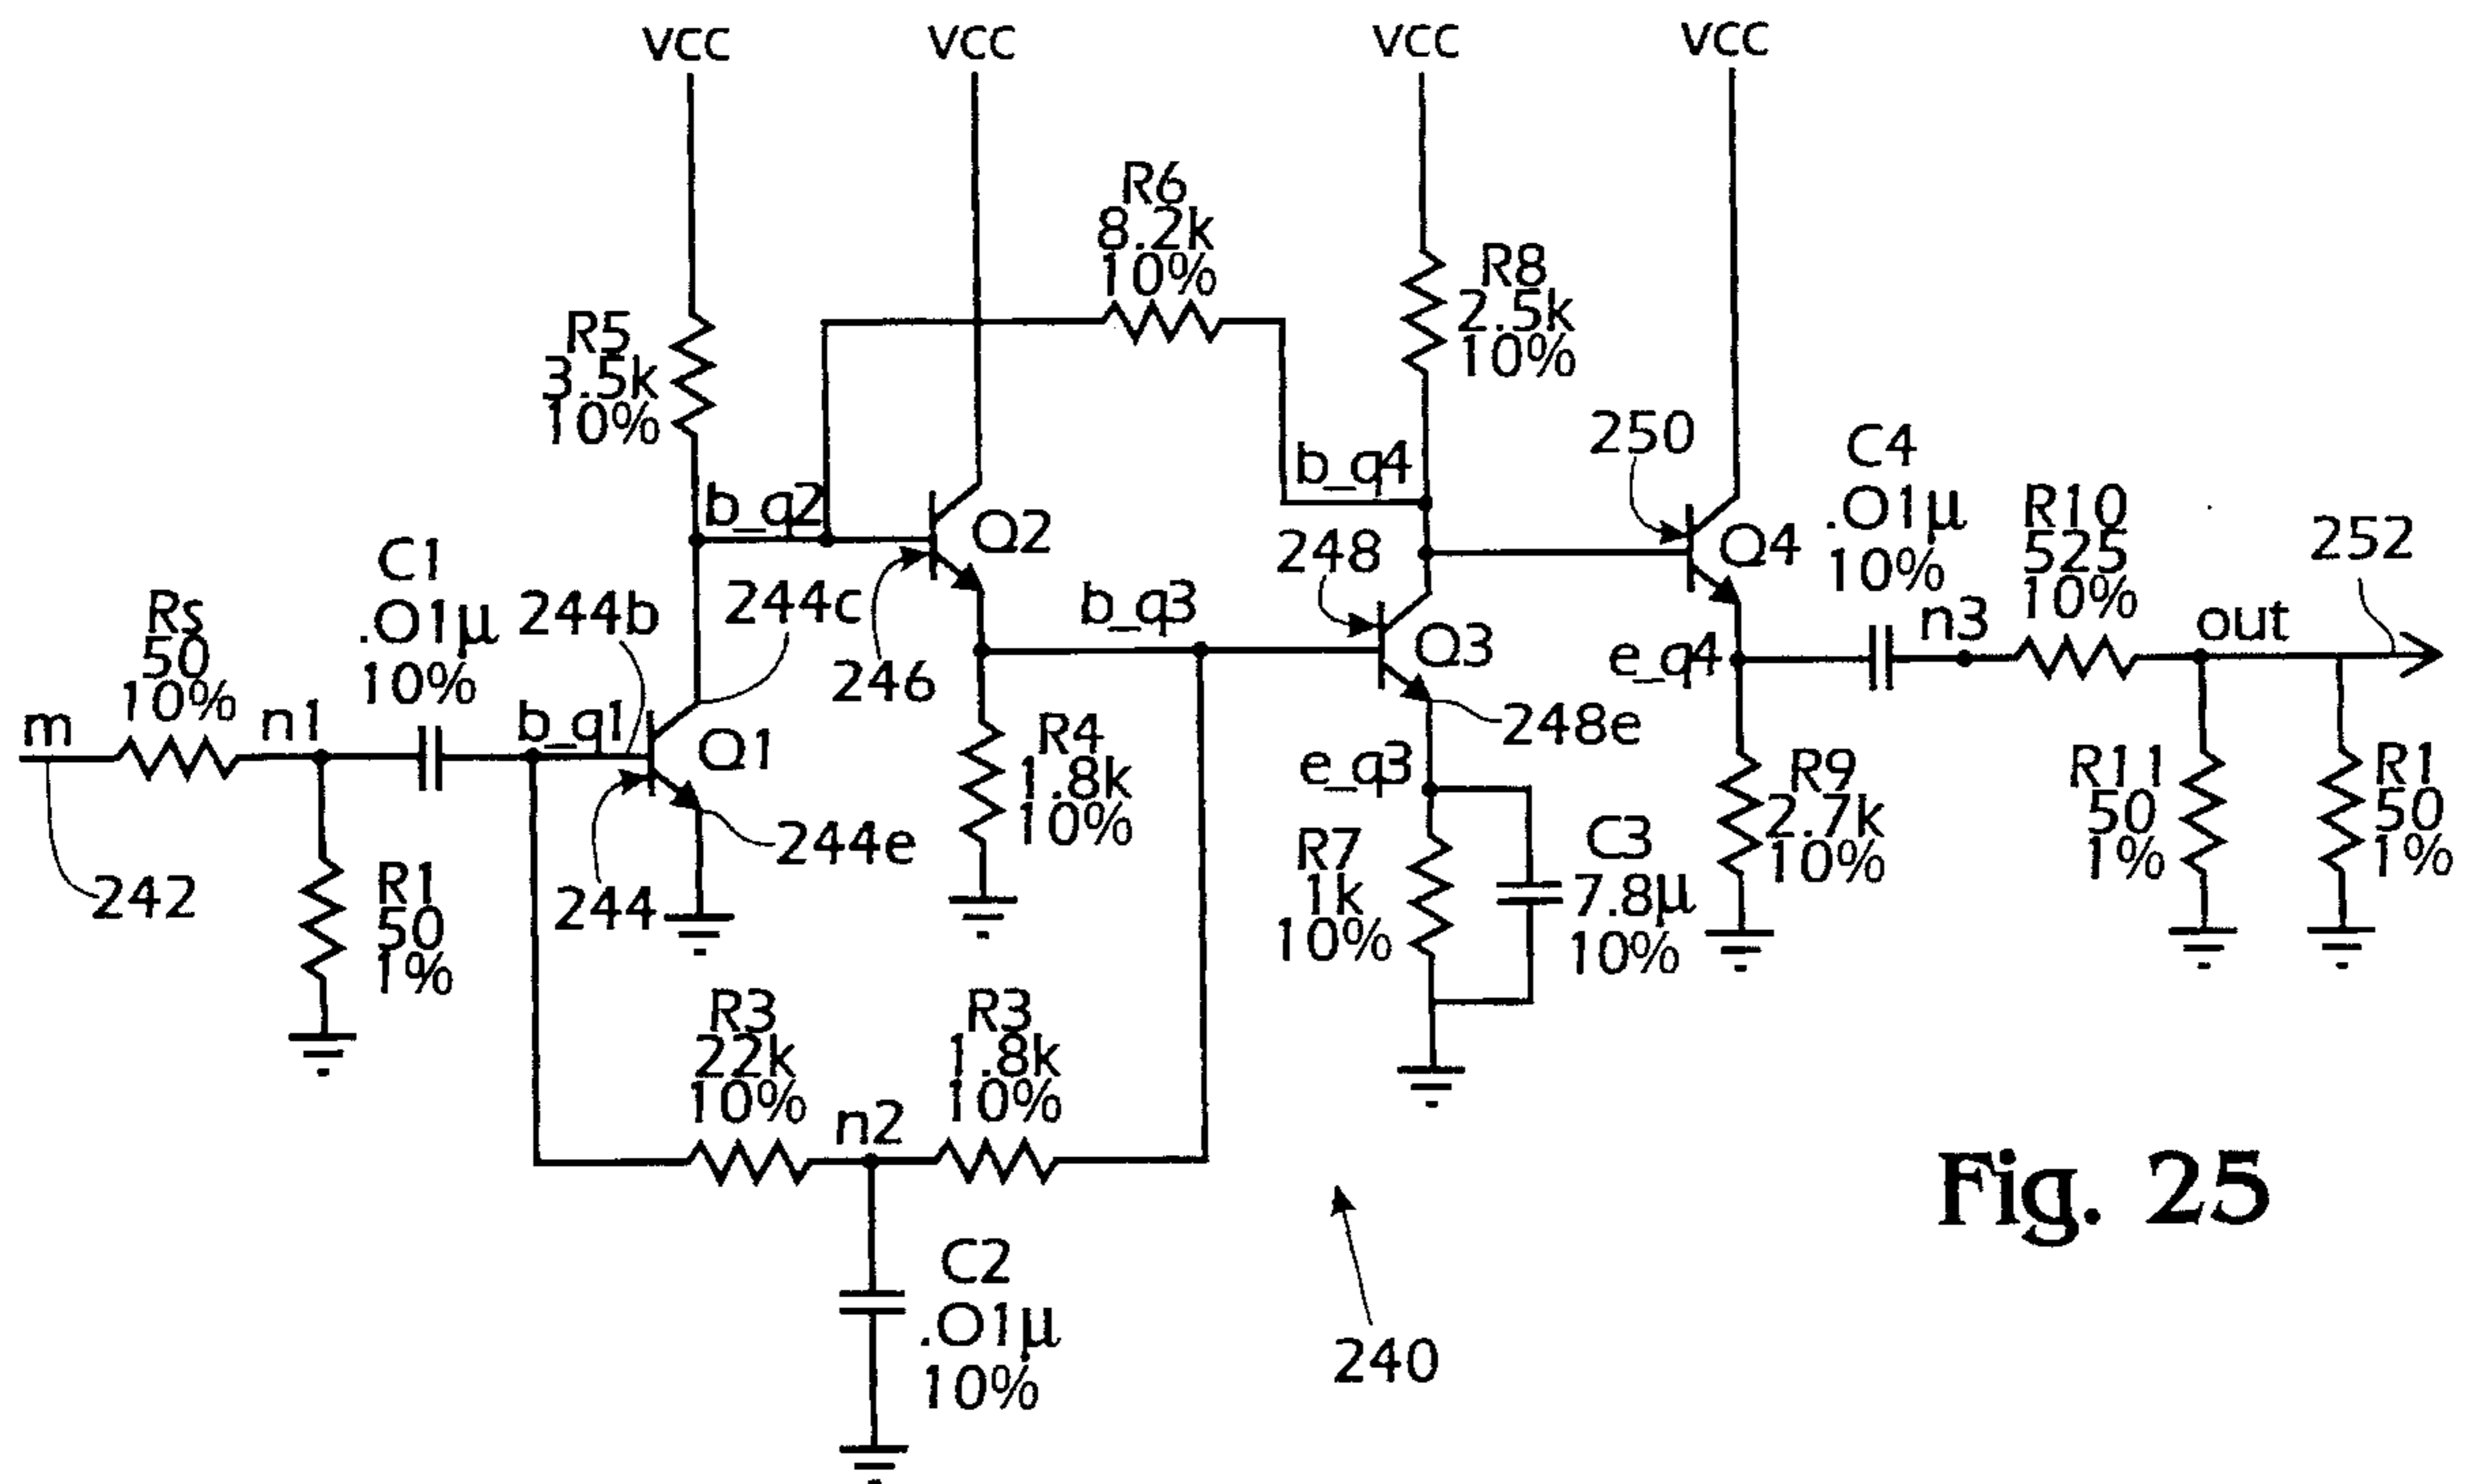 vcc
vcc
vcc
vcc
R6
8.2k
10%
R8
2.5k
10%
R5
3.5k
10%
250
C4
.01µ
10%
R10
525
10%
b_q4
b_q2
Q2
248
Q4
252
C1
.01µ
10%
244b
244c
b_q3
n3
out
Rs
50
10%
246
Q3
e_q4
m
n1
b_q1
Q1
R4
1.8k
10%
248e
e_q3
R9
2.7k
10%
R11
50
1%
R1
50
1%
244e
R7
1k
10%
C3
7.8µ
10%
242
R1
50
1%
244
R3
22k
10%
R3
1.8k
10%
n2
C2
.01µ
10%
240
Fig. 25